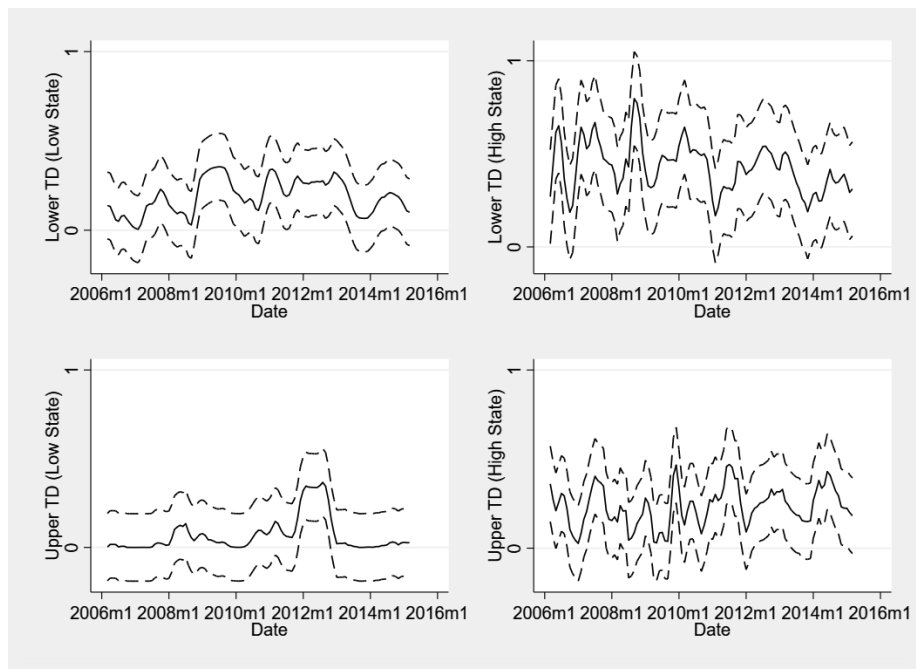 Lower TD (Low State)
1
0
2006m1 2008m1 2010m1 2012m1 2014m1 2016m1
Date
Lower TD (High State)
1
0
2006m1 2008m1 2010m1 2012m1 2014m1 2016m1
Date
Upper TD (Low State)
1
0
2006m1 2008m1 2010m1 2012m1 2014m1 2016m1
Date
Upper TD (High State)
1
0
2006m1 2008m1 2010m1 2012m1 2014m1 2016m1
Date